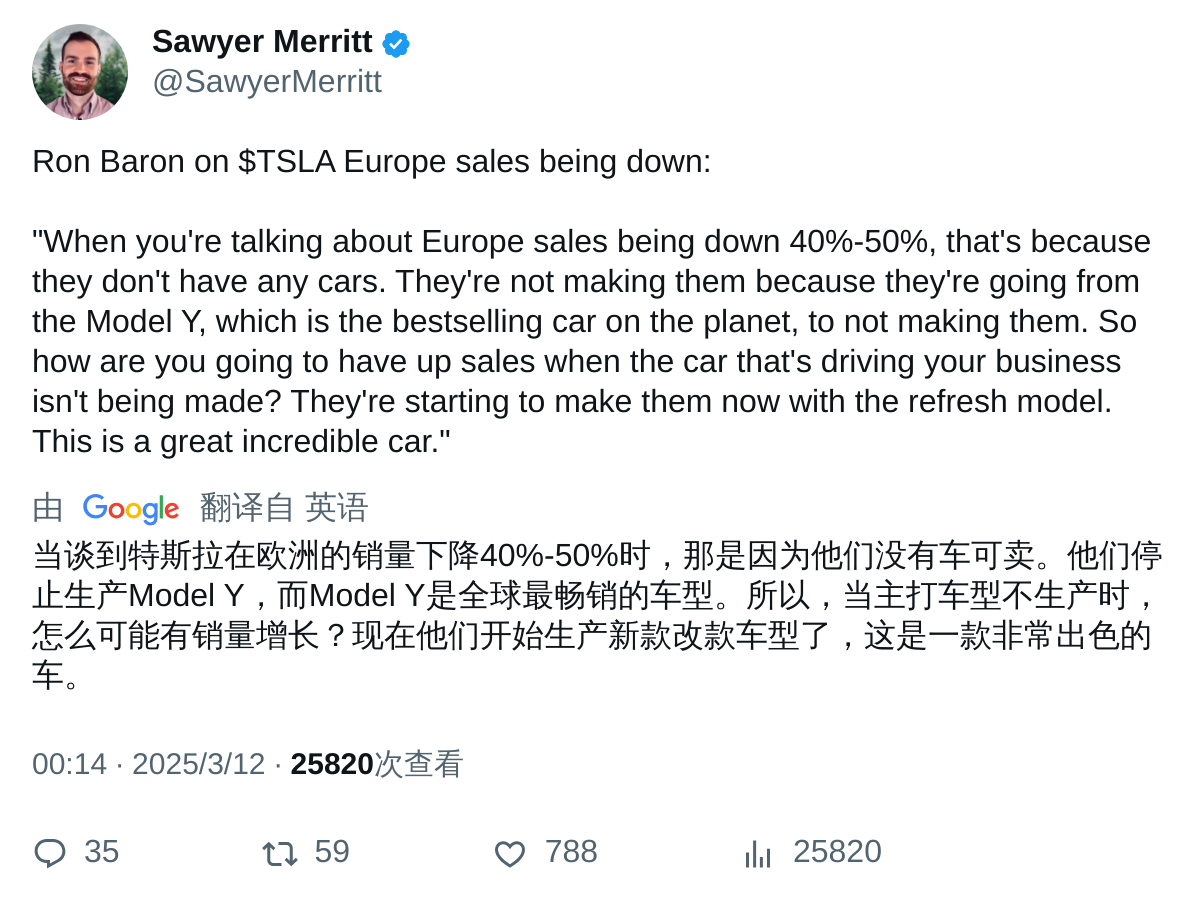 Sawyer Merritt
@SawyerMerritt
Ron Baron on $TSLA Europe sales being down:
"When you're talking about Europe sales being down 40%-50%, that's because
they don't have any cars. They're not making them because they're going from
the Model Y, which is the bestselling car on the planet, to not making them. So
how are you going to have up sales when the car that's driving your business
isn't being made? They're starting to make them now with the refresh model.
This is a great incredible car."
由 Google 翻译自 英语
当谈到特斯拉在欧洲的销量下降40%-50%时，那是因为他们没有车可卖。他们停
止生产Model Y，而Model Y是全球最畅销的车型。所以，当主打车型不生产时，
怎么可能有销量增长？现在他们开始生产新款改款车型了，这是一款非常出色的
车。
00:14 · 2025/3/12 · 25820次查看
35 59 788 25820